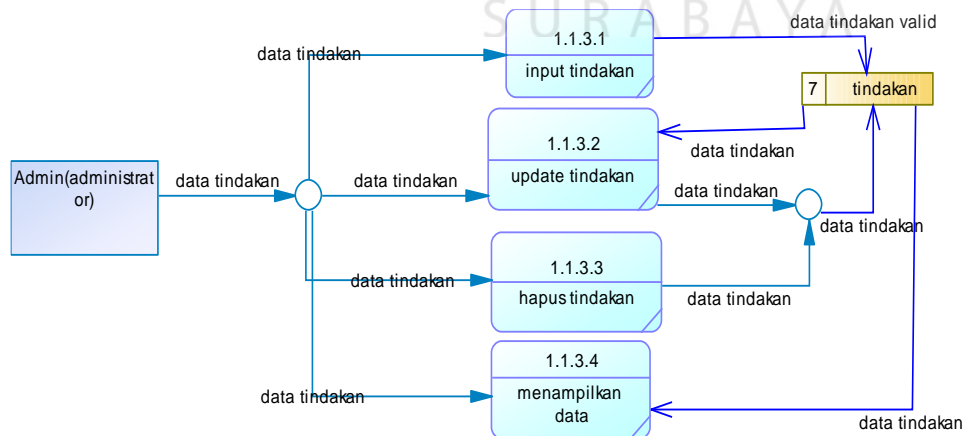 SURABAYA
data tindakan valid
1.1.3.1
input tindakan
data tindakan
7 tindakan
1.1.3.2
update tindakan
data tindakan
Admin(administrat
or)
data tindakan
data tindakan
data tindakan
data tindakan
1.1.3.3
hapus tindakan
data tindakan
data tindakan
1.1.3.4
menampilkan
data
data tindakan
data tindakan